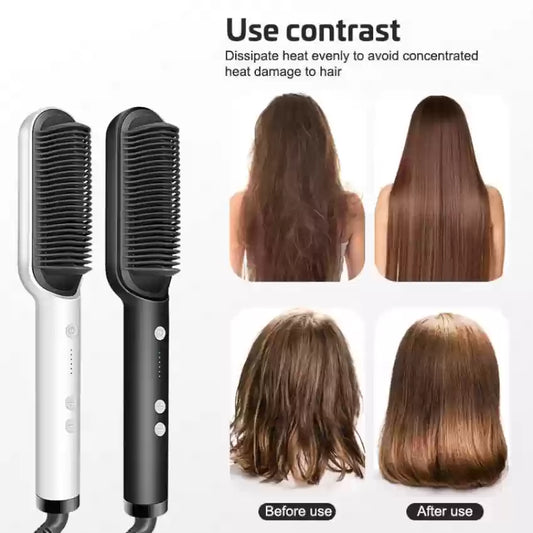 Use contrast
Dissipate heat evenly to avoid concentrated
heat damage to hair
Before use
After use